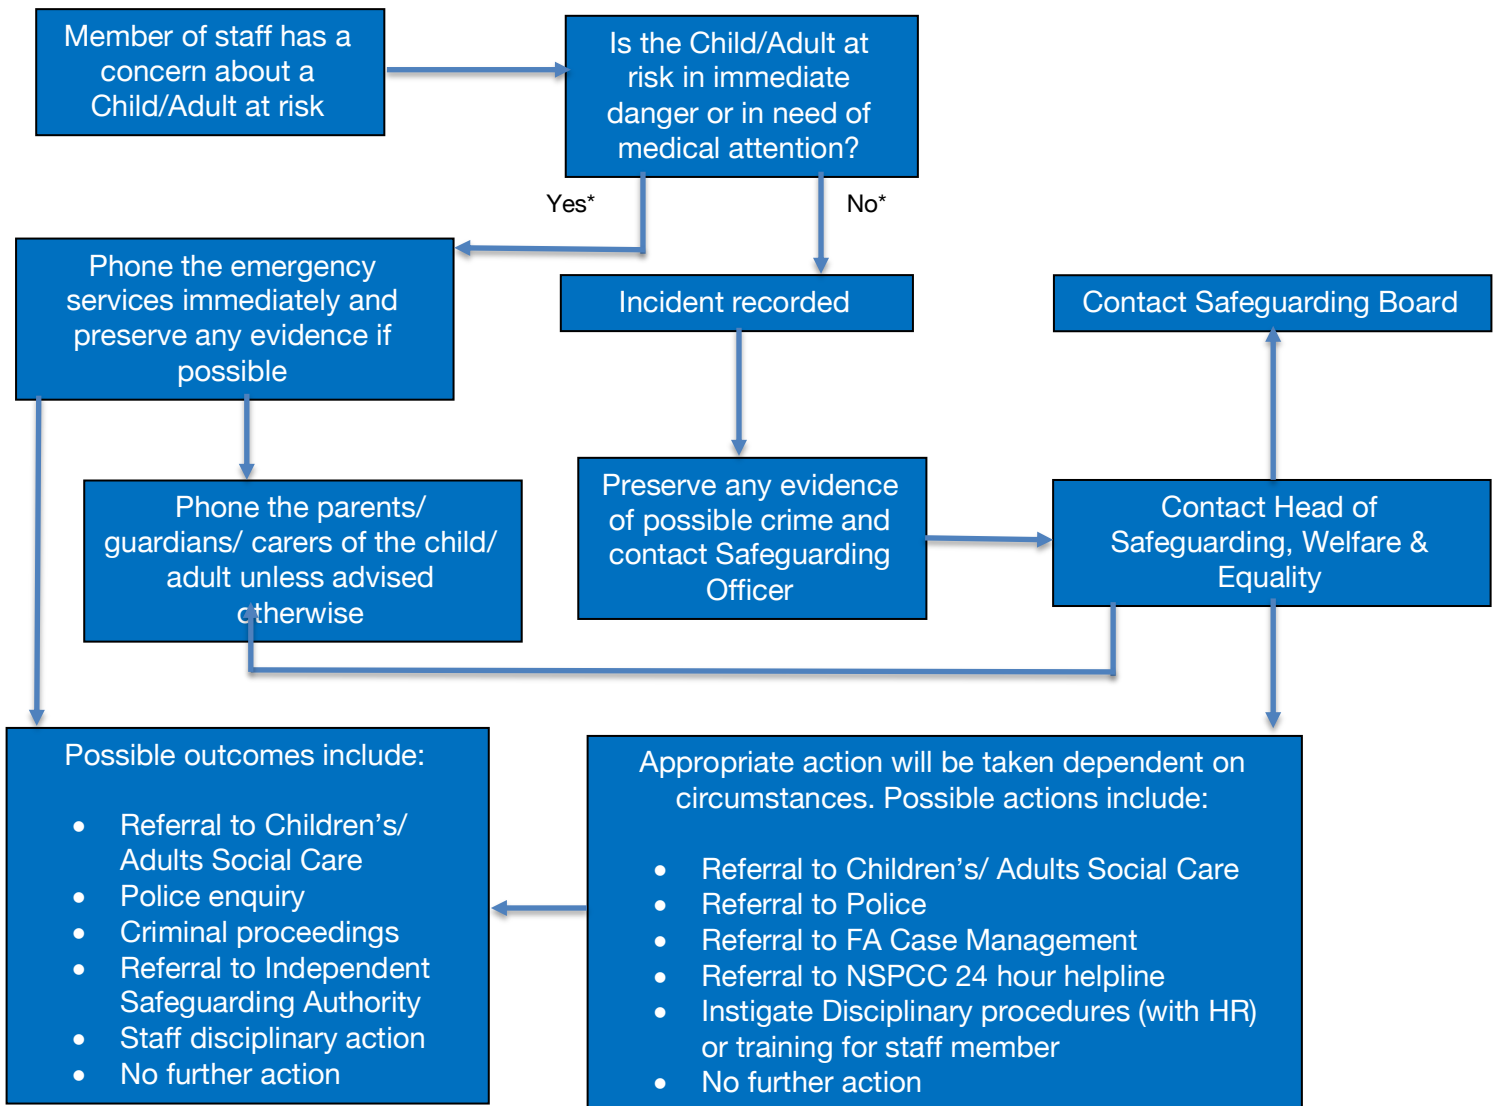 Member of staff has a
concern about a
Child/Adult at risk
Is the Child/Adult at
risk in immediate
danger or in need of
medical attention?
Yes*
No*
Phone the emergency
services immediately and
preserve any evidence if
possible
Incident recorded
Contact Safeguarding Board
Phone the parents/
guardians/ carers of the child/
adult unless advised
otherwise
Preserve any evidence
of possible crime and
contact Safeguarding
Officer
Contact Head of
Safeguarding, Welfare &
Equality
Possible outcomes include:
• Referral to Children’s/
Adults Social Care
• Police enquiry
• Criminal proceedings
• Referral to Independent
Safeguarding Authority
• Staff disciplinary action
• No further action
Appropriate action will be taken dependent on
circumstances. Possible actions include:
• Referral to Children’s/ Adults Social Care
• Referral to Police
• Referral to FA Case Management
• Referral to NSPCC 24 hour helpline
• Instigate Disciplinary procedures (with HR)
or training for staff member
• No further action